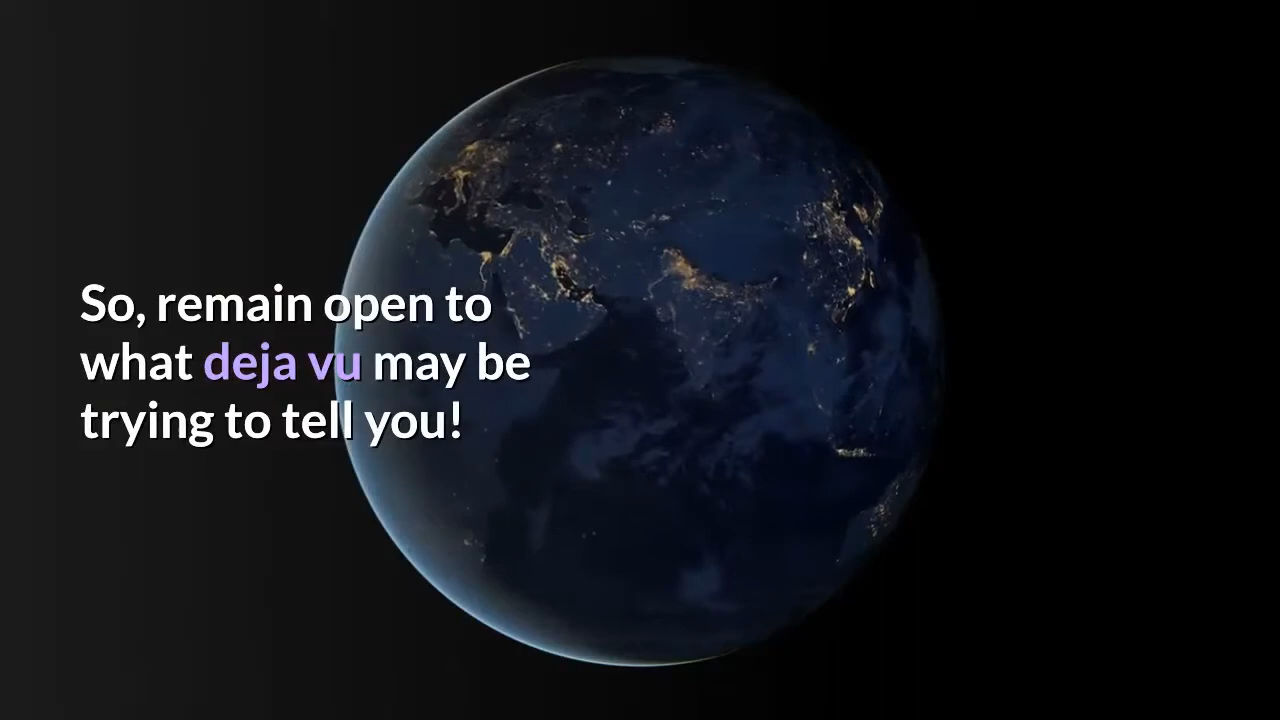 So, remain open to
what deja vu may be
trying to tell you!